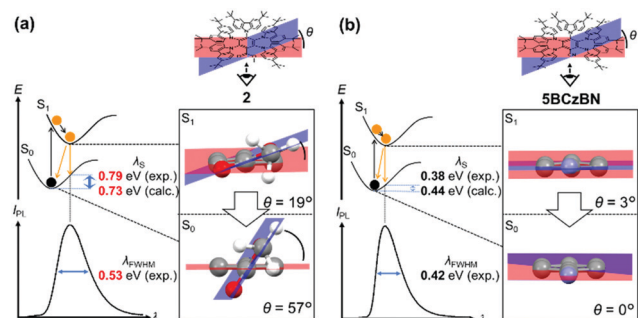 (a)
θ
2
E
S1
S0
λS
0.79 eV (exp.)
0.73 eV (calc.)
S1
θ = 19°
IPL
λFWHM
0.53 eV (exp.)
S0
θ = 57°
(b)
θ
5BCzBN
E
S1
S0
λS
0.38 eV (exp.)
0.44 eV (calc.)
S1
θ = 3°
IPL
λFWHM
0.42 eV (exp.)
S0
θ = 0°